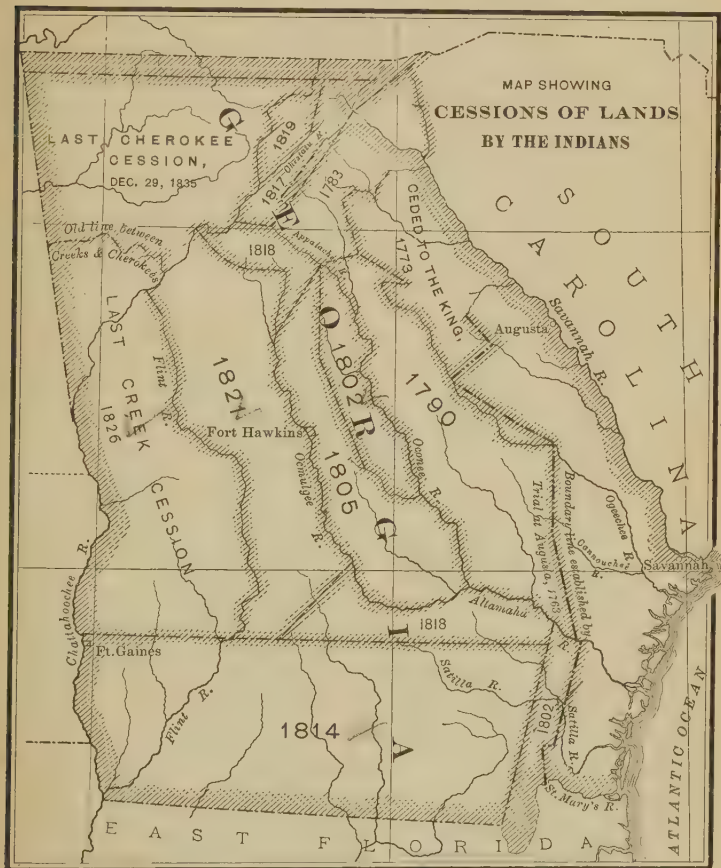 MAP SHOWING
CESSIONS OF LANDS
BY THE INDIANS
LAST CHEROKEE
CESSION,
DEC. 29, 1835
1819
1817
1783
CEDED TO THE KING,
1773
SOUTH
CAROLINA
GEORGIA
Old line between
Creeks & Cherokees
1818
Appalachee R.
Augusta
Savannah R.
LAST CREEK CESSION
1826
Flint R.
1821
Fort Hawkins
Ocmulgee R.
1802
1805
Oconee R.
1790
Trial at Augusta, 1763
Boundary line established by
Ogeechee R.
Cannouchee R.
Savannah
Chattahoochee R.
Altamaha R.
1818
Ft. Gaines
Flint R.
Satilla R.
1802
Satilla R.
1814
St. Mary's R.
ATLANTIC OCEAN
EAST FLORIDA